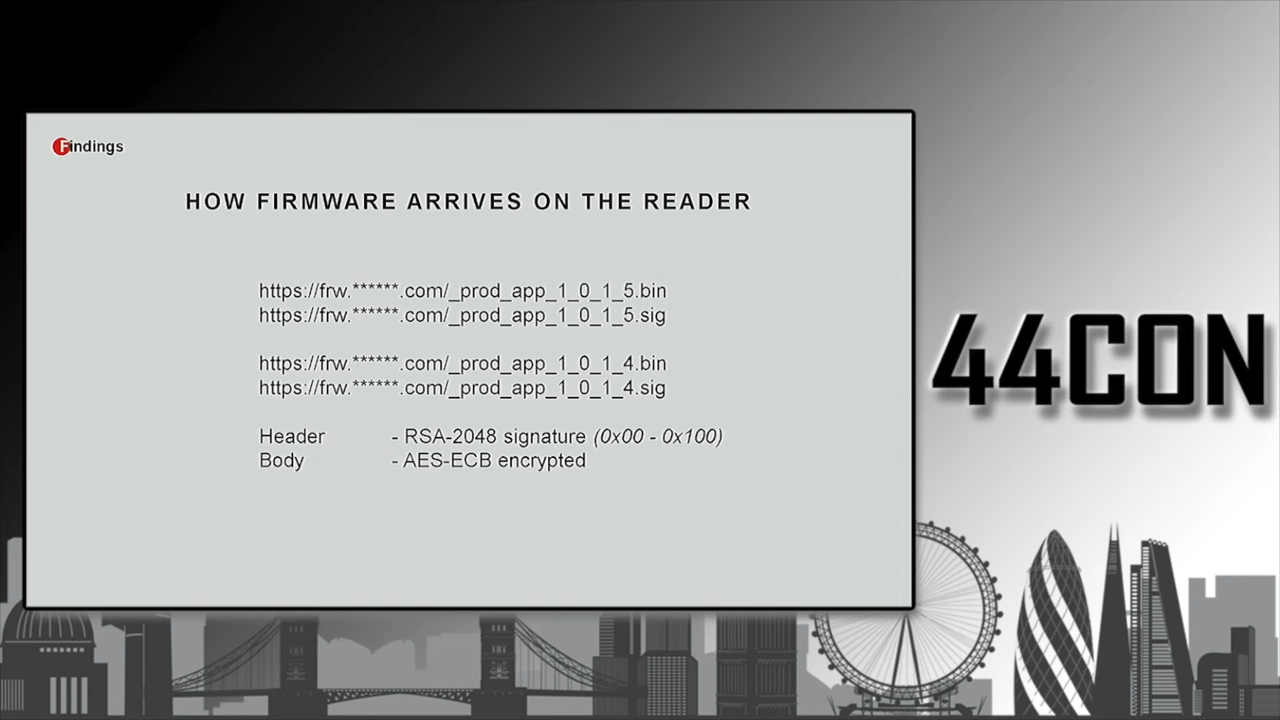 Findings
HOW FIRMWARE ARRIVES ON THE READER
https://frw.******.com/_prod_app_1_0_1_5.bin
https://frw.******.com/_prod_app_1_0_1_5.sig
https://frw.******.com/_prod_app_1_0_1_4.bin
https://frw.******.com/_prod_app_1_0_1_4.sig
Header - RSA-2048 signature (0x00 - 0x100)
Body - AES-ECB encrypted
44CON